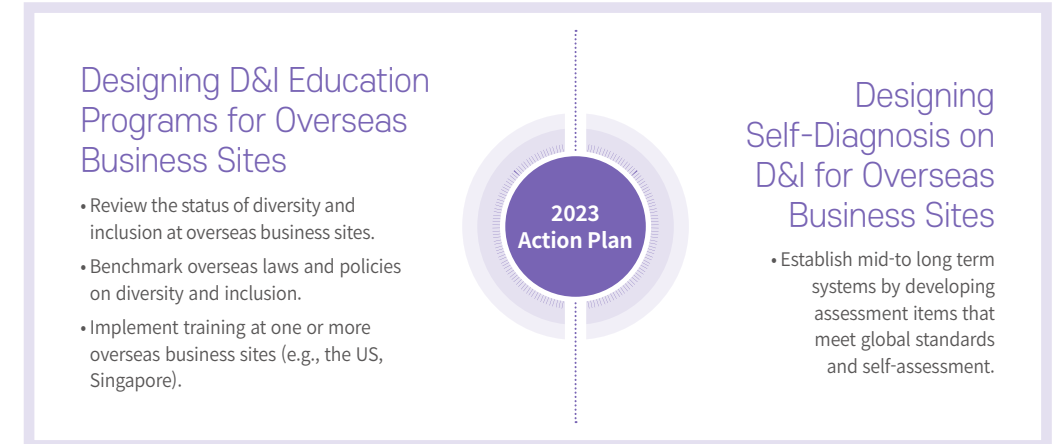 Designing D&I Education
Programs for Overseas
Business Sites
• Review the status of diversity and
inclusion at overseas business sites.
• Benchmark overseas laws and policies
on diversity and inclusion.
• Implement training at one or more
overseas business sites (e.g., the US,
Singapore).
2023
Action Plan
Designing
Self-Diagnosis on
D&I for Overseas
Business Sites
• Establish mid-to long term
systems by developing
assessment items that
meet global standards
and self-assessment.